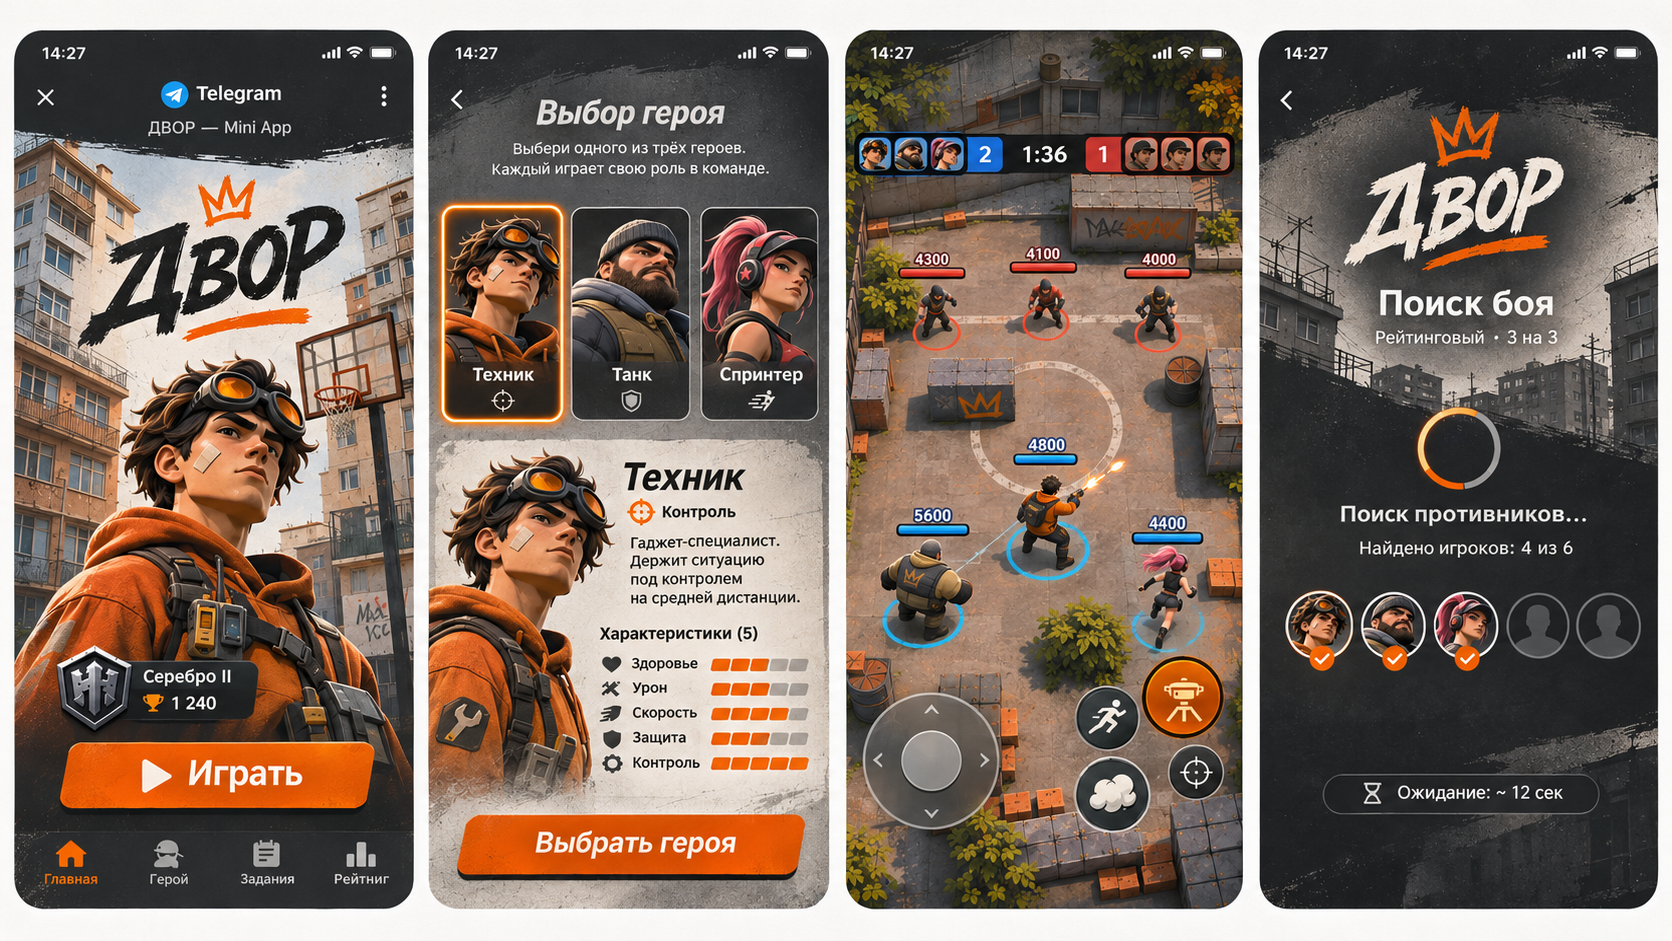 14:27
Telegram
ДВОР — Mini App
ДВОР
Серебро II
1 240
Играть
Главная
Герой
Задания
Рейтниг
14:27
Выбор героя
Выбери одного из трёх героев.
Каждый играет свою роль в команде.
Техник
Танк
Спринтер
Техник
Контроль
Гаджет-специалист.
Держит ситуацию
под контролем
на средней дистанции.
Характеристики (5)
Здоровье
Урон
Скорость
Защита
Контроль
Выбрать героя
14:27
2
1:36
1
4300
4100
4000
4800
5600
4400
14:27
ДВОР
Поиск боя
Рейтинговый • 3 на 3
Поиск противников...
Найдено игроков: 4 из 6
Ожидание: ~ 12 сек